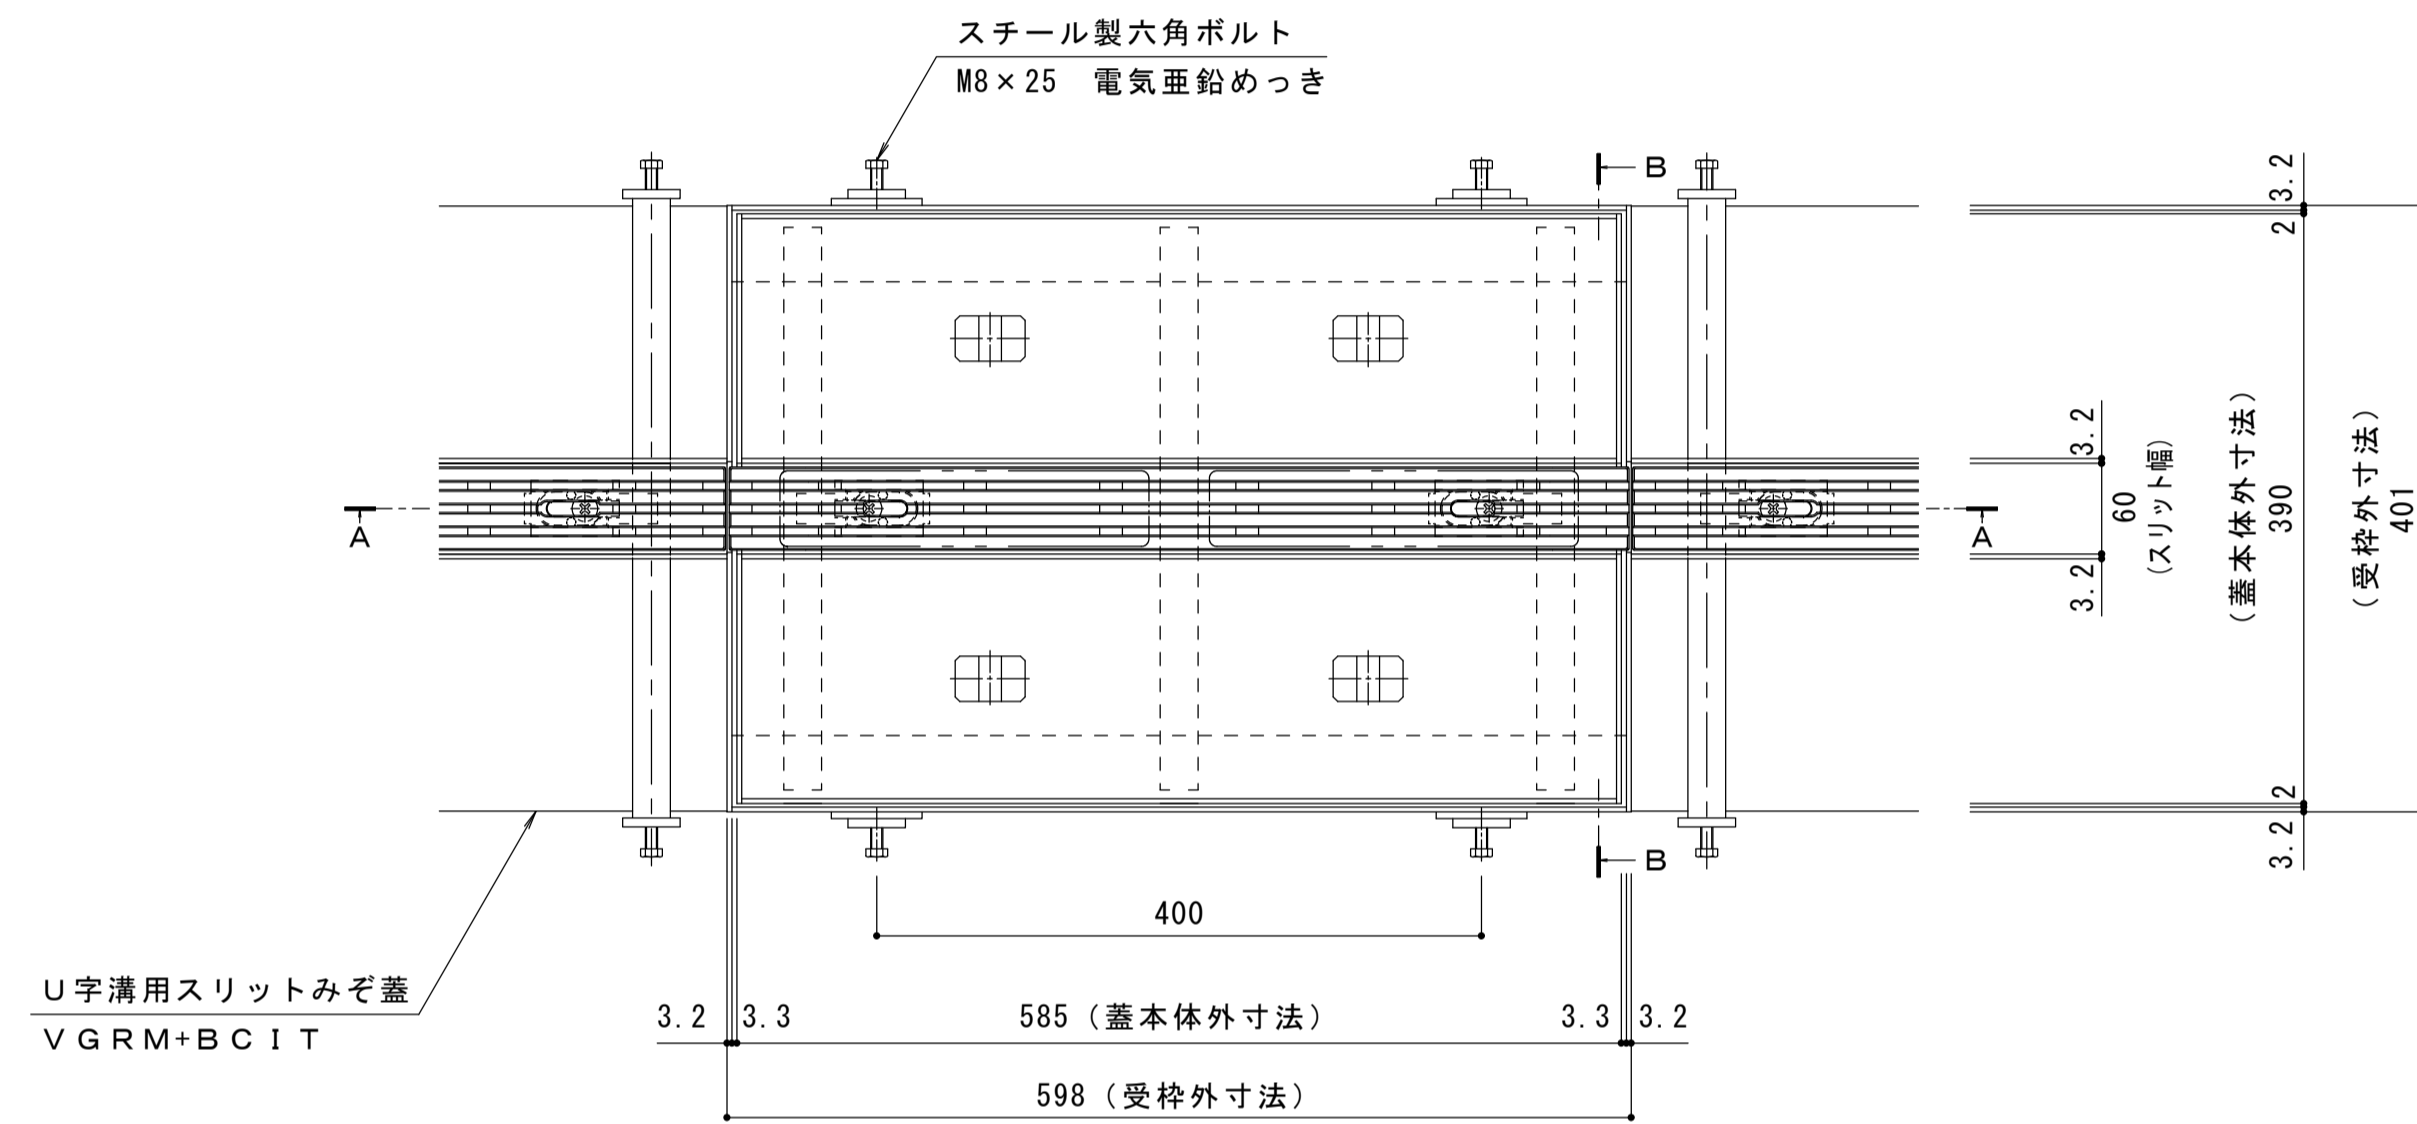 スチール製六角ボルト
M8×25 電気亜鉛めっき
B
3.2
2
A
3.2
60
(スリット幅)
3.2
(蓋本体外寸法)
390
(受枠外寸法)
401
A
2
3.2
B
400
U字溝用スリットみぞ蓋
VGRM+BCIT
3.2
3.3
585(蓋本体外寸法)
3.3
3.2
598(受枠外寸法)